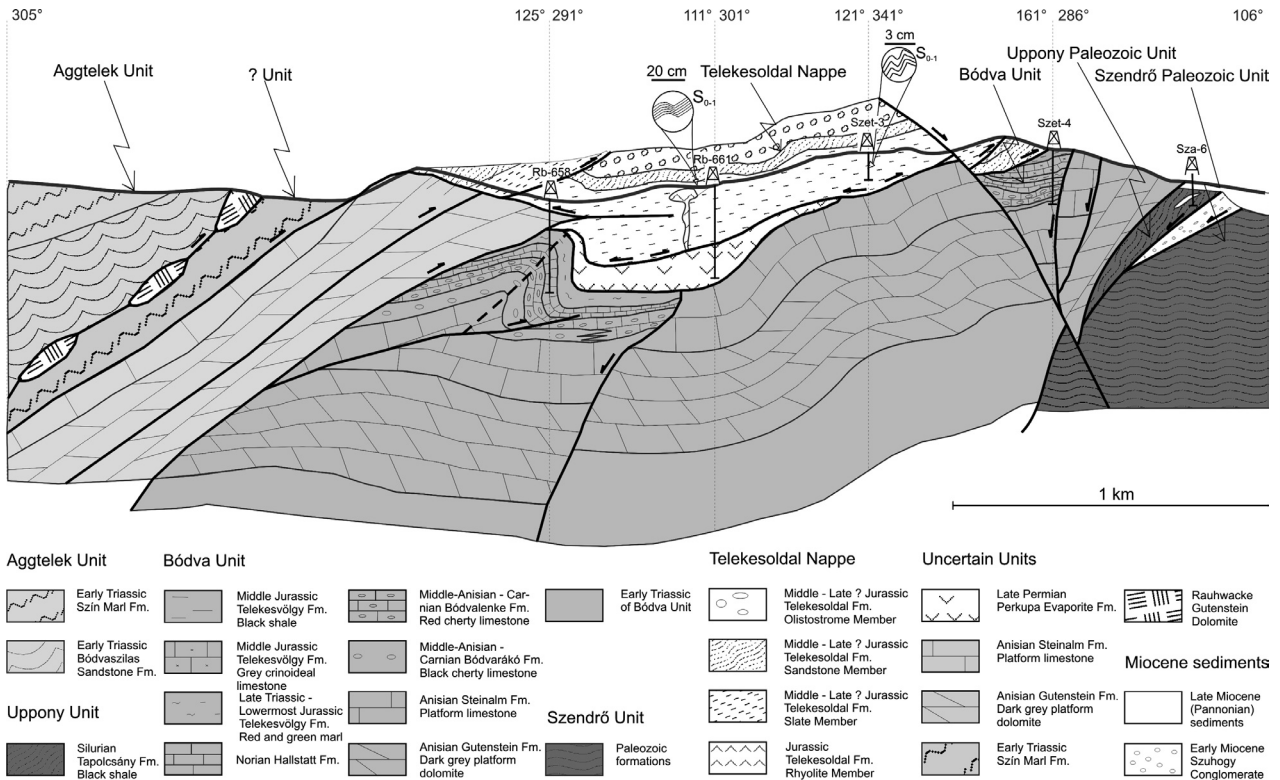 305°
125° 291°
111° 301°
121° 341°
161° 286°
106°
3 cm
S0-1
Uppony Paleozoic Unit
Aggtelek Unit
? Unit
20 cm
S0-1
Telekesoldal Nappe
Bódva Unit
Szendrő Paleozoic Unit
Szet-3
Szet-4
Sza-6
Rb-658
Rb-661
1 km
Aggtelek Unit
Early Triassic
Szín Marl Fm.
Early Triassic
Bódvaszilas
Sandstone Fm.
Uppony Unit
Silurian
Tapolcsány Fm.
Black shale
Bódva Unit
Middle Jurassic
Telekesvölgy Fm.
Black shale
Middle Jurassic
Telekesvölgy Fm.
Grey crinoideal
limestone
Late Triassic -
Lowermost Jurassic
Telekesvölgy Fm.
Red and green marl
Norian Hallstatt Fm.
Middle-Anisian - Car-
nian Bódvalenke Fm.
Red cherty limestone
Middle-Anisian -
Carnian Bódvarákó Fm.
Black cherty limestone
Anisian Steinalm Fm.
Platform limestone
Anisian Gutenstein Fm.
Dark grey platform
dolomite
Early Triassic
of Bódva Unit
Szendrő Unit
Paleozoic
formations
Telekesoldal Nappe
Middle - Late ? Jurassic
Telekesoldal Fm.
Olistostrome Member
Middle - Late ? Jurassic
Telekesoldal Fm.
Sandstone Member
Middle - Late ? Jurassic
Telekesoldal Fm.
Slate Member
Jurassic
Telekesoldal Fm.
Rhyolite Member
Uncertain Units
Late Permian
Perkupa Evaporite Fm.
Anisian Steinalm Fm.
Platform limestone
Anisian Gutenstein Fm.
Dark grey platform
dolomite
Early Triassic
Szín Marl Fm.
Rauhwacke
Gutenstein
Dolomite
Miocene sediments
Late Miocene
(Pannonian)
sediments
Early Miocene
Szuhogy
Conglomerate